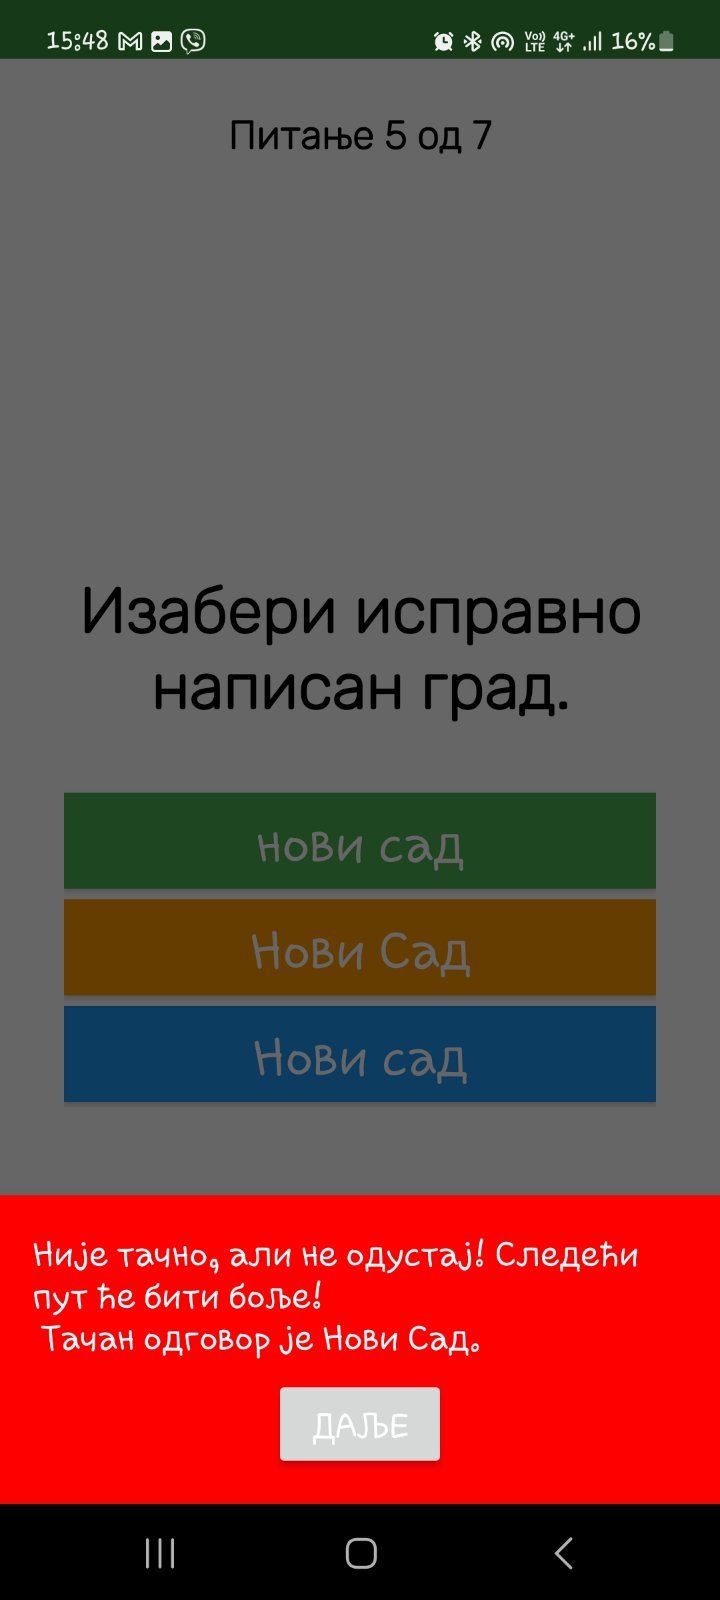 15:48
Vo)) LTE 4G+ 16%
Питање 5 од 7
Изабери исправно
написан град.
нови сад
Нови Сад
Нови сад
Није тачно, али не одустај! Следећи
пут ће бити боље!
Тачан одговор је Нови Сад.
ДАЉЕ